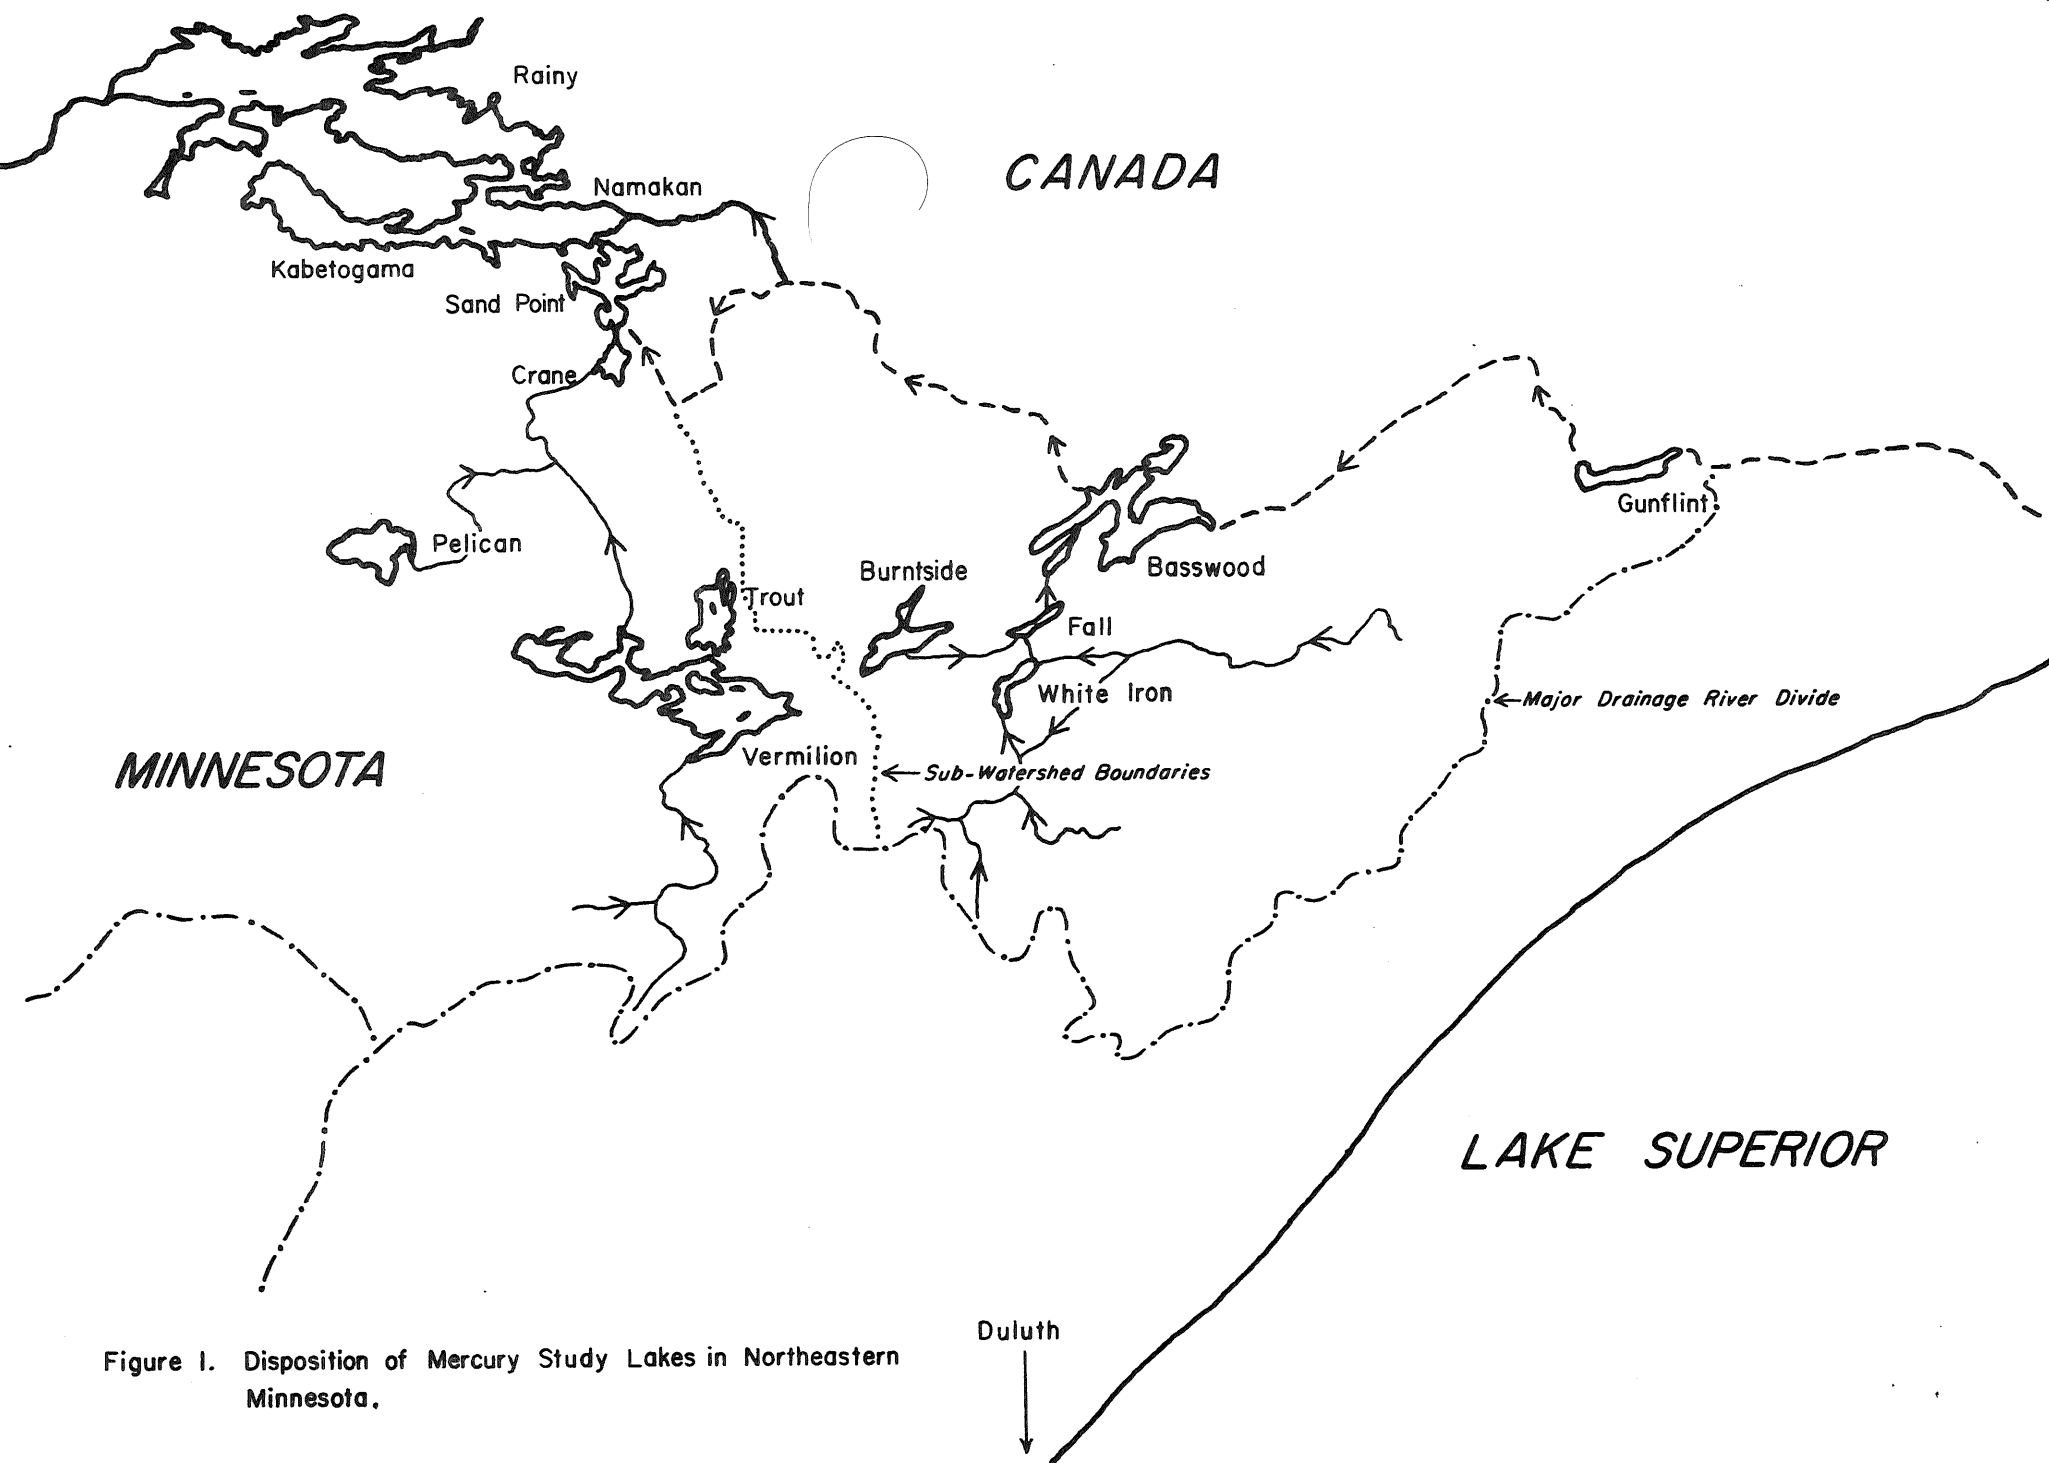 Rainy
CANADA
Namakan
Kabetogama
Sand Point
Crane
Gunflint
Pelican
Basswood
Burntside
Trout
Fall
White Iron
Major Drainage River Divide
Vermilion
MINNESOTA
Sub-Watershed Boundaries
LAKE SUPERIOR
Duluth
Figure 1. Disposition of Mercury Study Lakes in Northeastern
Minnesota.